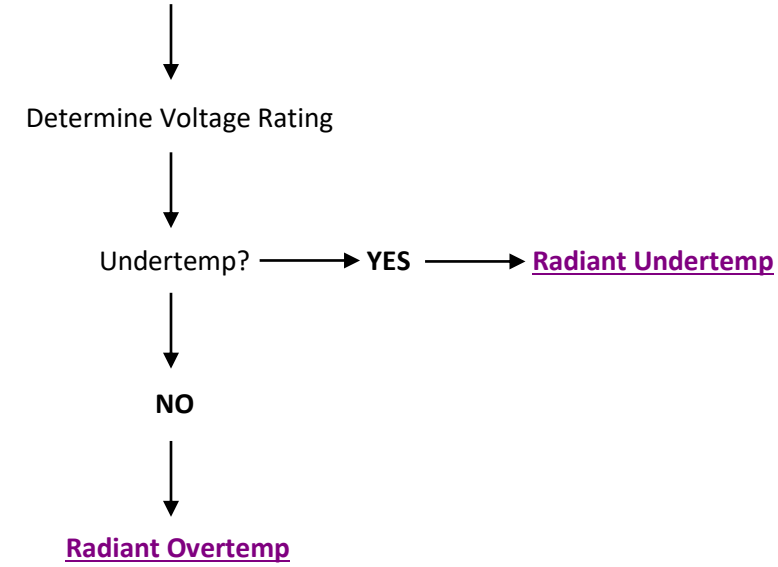 Determine Voltage Rating
Undertemp? YES Radiant Undertemp
NO
Radiant Overtemp